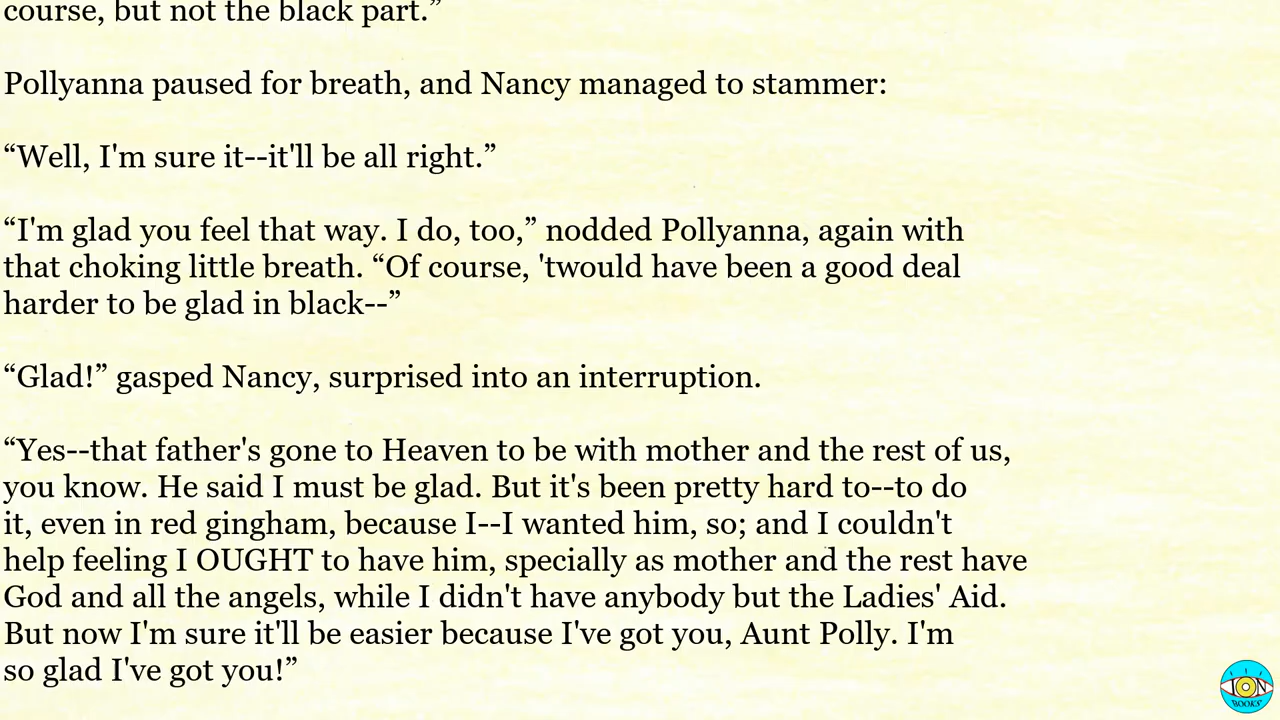 course, but not the black part.”
Pollyanna paused for breath, and Nancy managed to stammer:
“Well, I'm sure it--it'll be all right.”
“I'm glad you feel that way. I do, too,” nodded Pollyanna, again with
that choking little breath. “Of course, 'twould have been a good deal
harder to be glad in black--”
“Glad!” gasped Nancy, surprised into an interruption.
“Yes--that father's gone to Heaven to be with mother and the rest of us,
you know. He said I must be glad. But it's been pretty hard to--to do
it, even in red gingham, because I--I wanted him, so; and I couldn't
help feeling I OUGHT to have him, specially as mother and the rest have
God and all the angels, while I didn't have anybody but the Ladies' Aid.
But now I'm sure it'll be easier because I've got you, Aunt Polly. I'm
so glad I've got you!”
ION
BOOKS